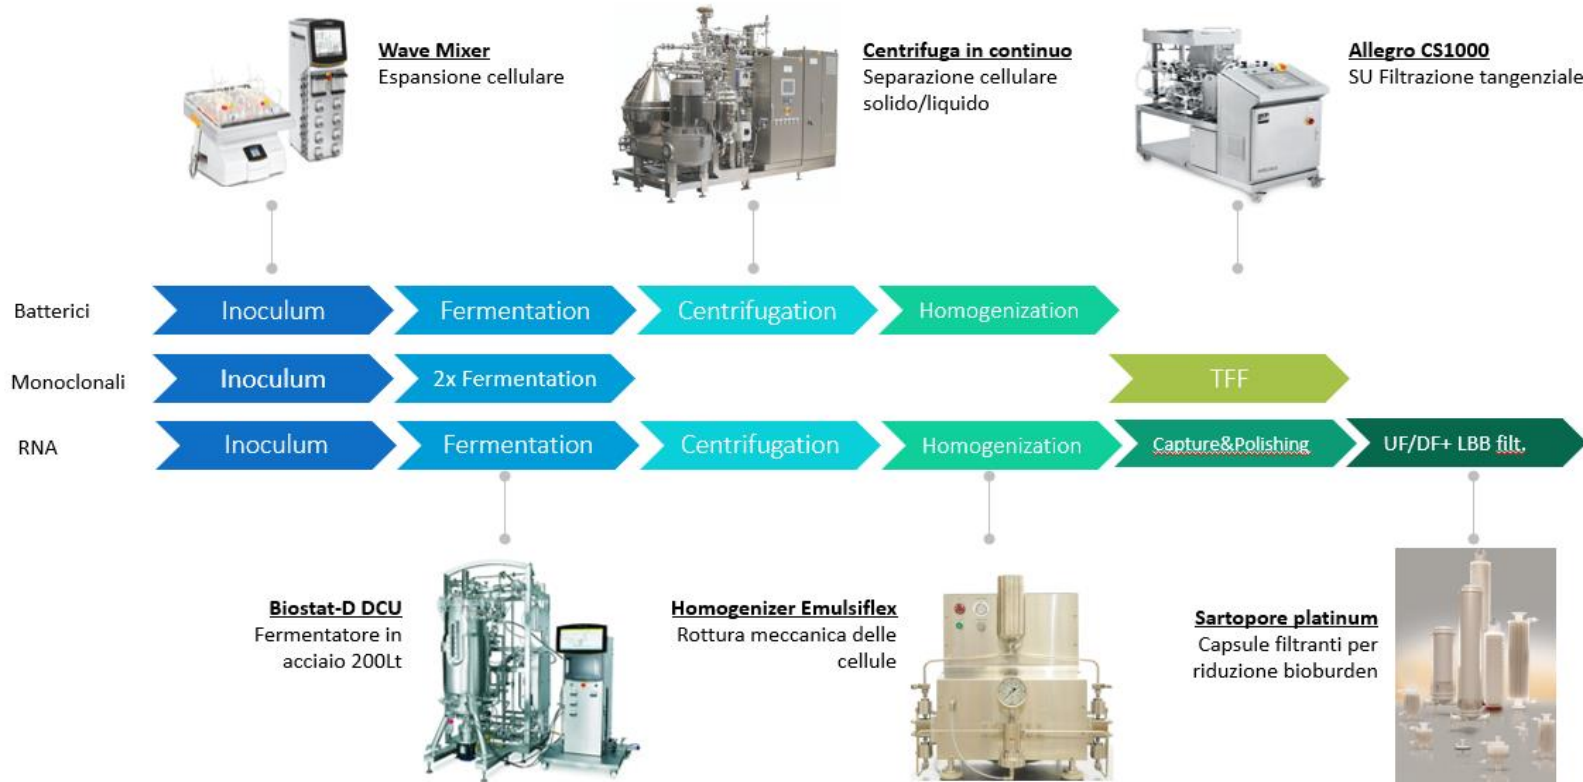 Wave Mixer
Espansione cellulare
Centrifuga in continuo
Separazione cellulare
solido/liquido
Allegro CS1000
SU Filtrazione tangenziale
Batterici
Inoculum
Fermentation
Centrifugation
Homogenization
Monoclonali
Inoculum
2x Fermentation
TFF
RNA
Inoculum
Fermentation
Centrifugation
Homogenization
Capture&Polishing
UF/DF+ LBB filt.
Biostat-D DCU
Fermentatore in
acciaio 200Lt
Homogenizer Emulsiflex
Rottura meccanica delle
cellule
Sartopore platinum
Capsule filtranti per
riduzione bioburden